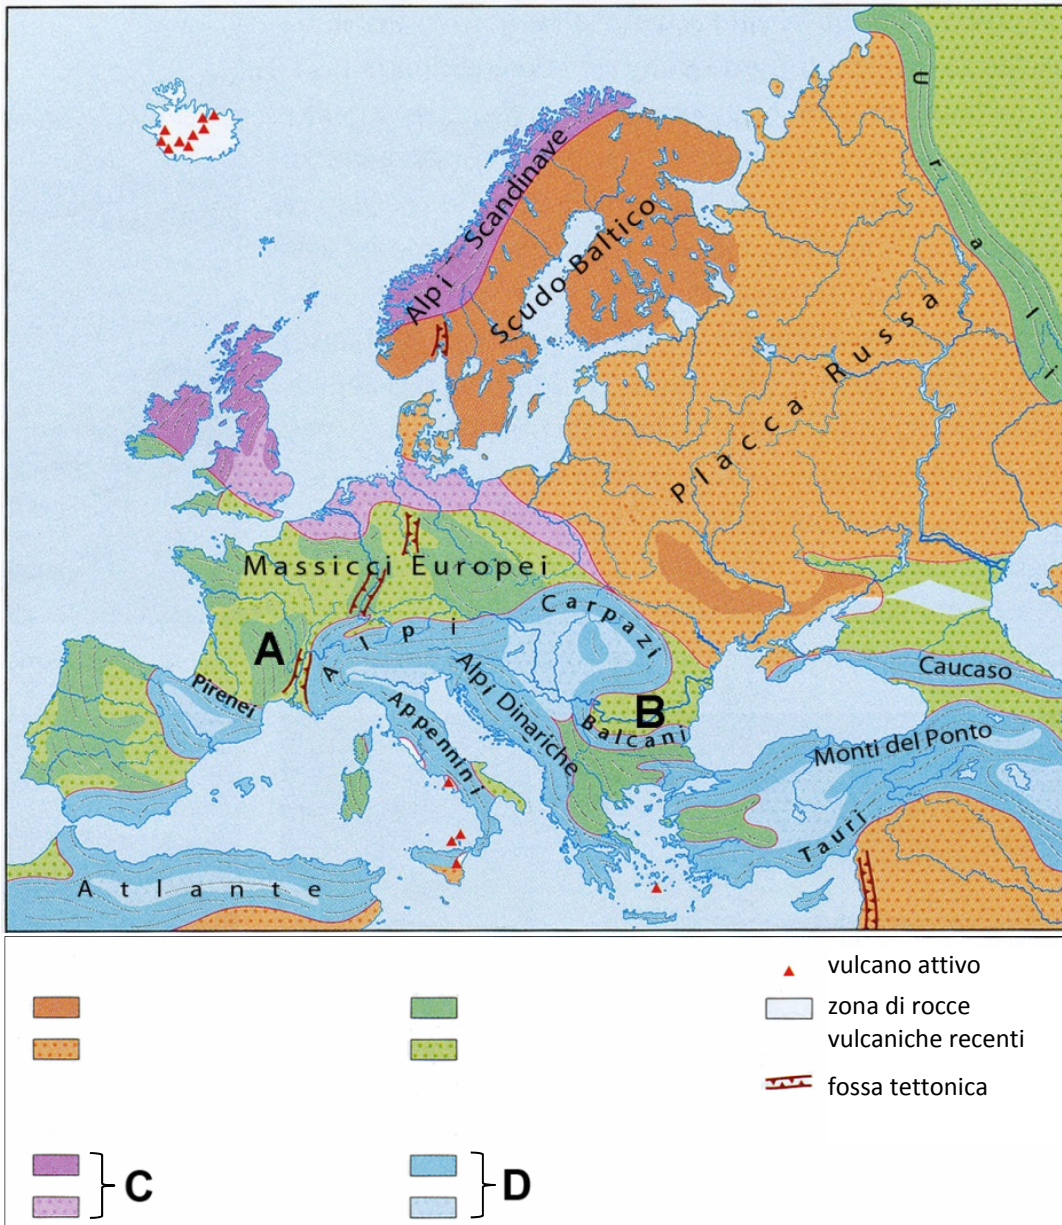 Urali
Alpi Scandinave
Scudo Baltico
Placca Russa
Massicci Europei
Carpazi
A
Alpi
Pirenei
Alpi Dinariche
B
Balcani
Caucaso
Appennini
Monti del Ponto
Tauri
Atlante
vulcano attivo
zona di rocce
vulcaniche recenti
fossa tettonica
C
D